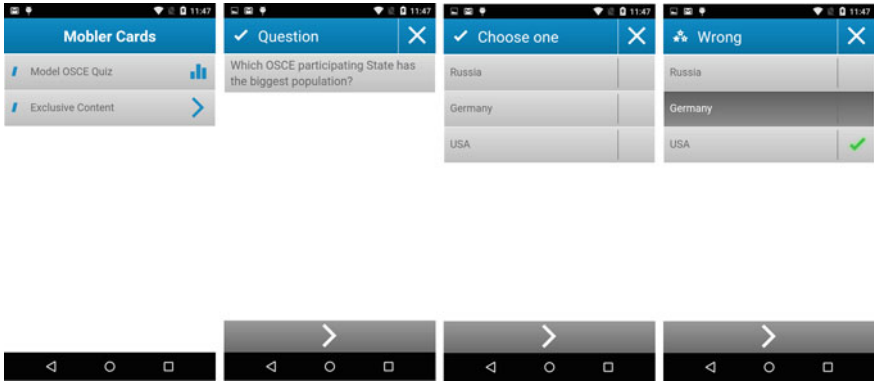 11:47
Mobler Cards
Model OSCE Quiz
Exclusive Content
11:47
Question
Which OSCE participating State has
the biggest population?
11:47
Choose one
Russia
Germany
USA
11:47
Wrong
Russia
Germany
USA